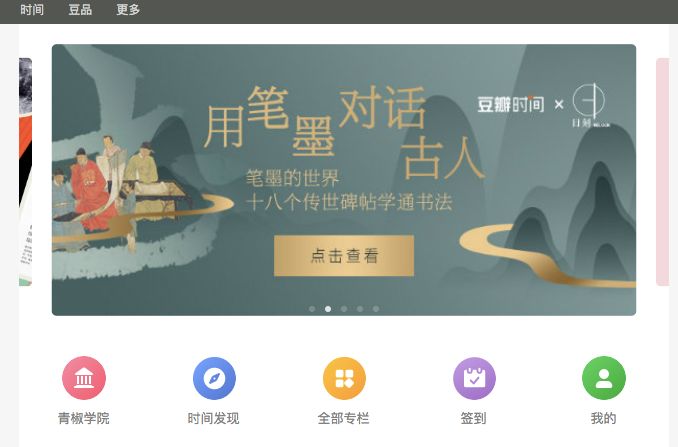 时间 豆品 更多
用笔墨对话古人
豆瓣时间 × 日刻
笔墨的世界
十八个传世碑帖学通书法
点击查看
青椒学院 时间发现 全部专栏 签到 我的